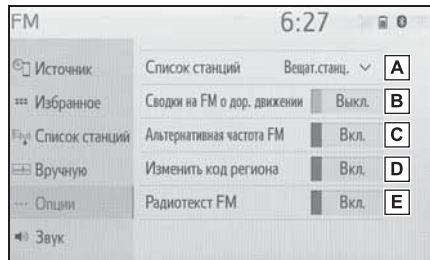 FM 6:27
Источник
Избранное
Список станций
Вручную
Опции
Звук
Список станций Вещат.станц. A
Сводки на FM о дор. движении Выкл. B
Альтернативная частота FM Вкл. C
Изменить код региона Вкл. D
Радиотекст FM Вкл. E